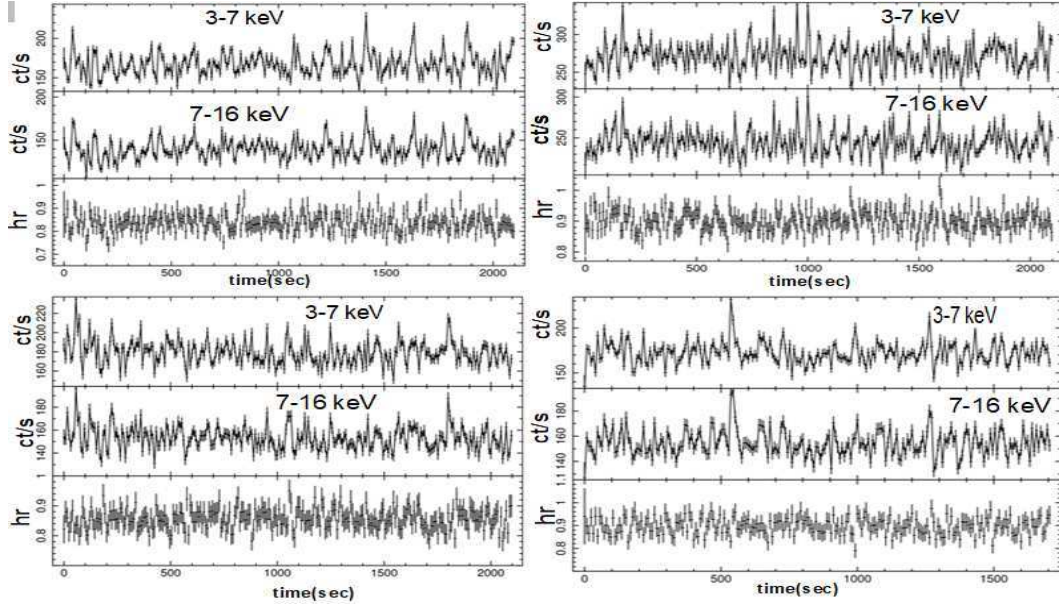 3-7 keV
ct/s
200
150
7-16 keV
ct/s
200
150
hr
1
0.9
0.8
0.7
0 500 1000 1500 2000
time(sec)
3-7 keV
ct/s
300
250
7-16 keV
ct/s
300
250
hr
1
0.9
0.8
0 500 1000 1500 2000
time(sec)
3-7 keV
ct/s
160 180 200 220
7-16 keV
ct/s
140 160 180
hr
0.9
0.8
0 500 1000 1500 2000
time(sec)
3-7 keV
ct/s
200
150
7-16 keV
ct/s
180
160
140
hr
1
0.9
0.8
0 500 1000 1500
time(sec)